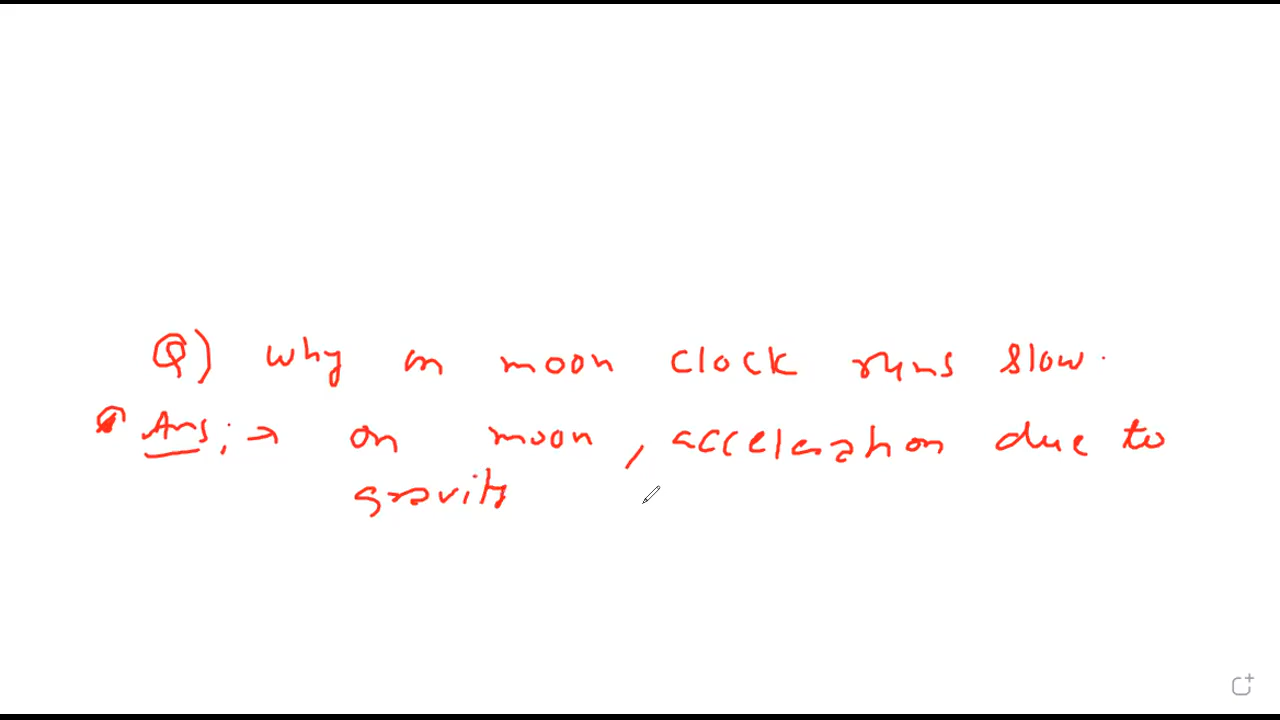 Q) why on moon clock runs slow.
Ans; → on moon, acceleration due to
gravity